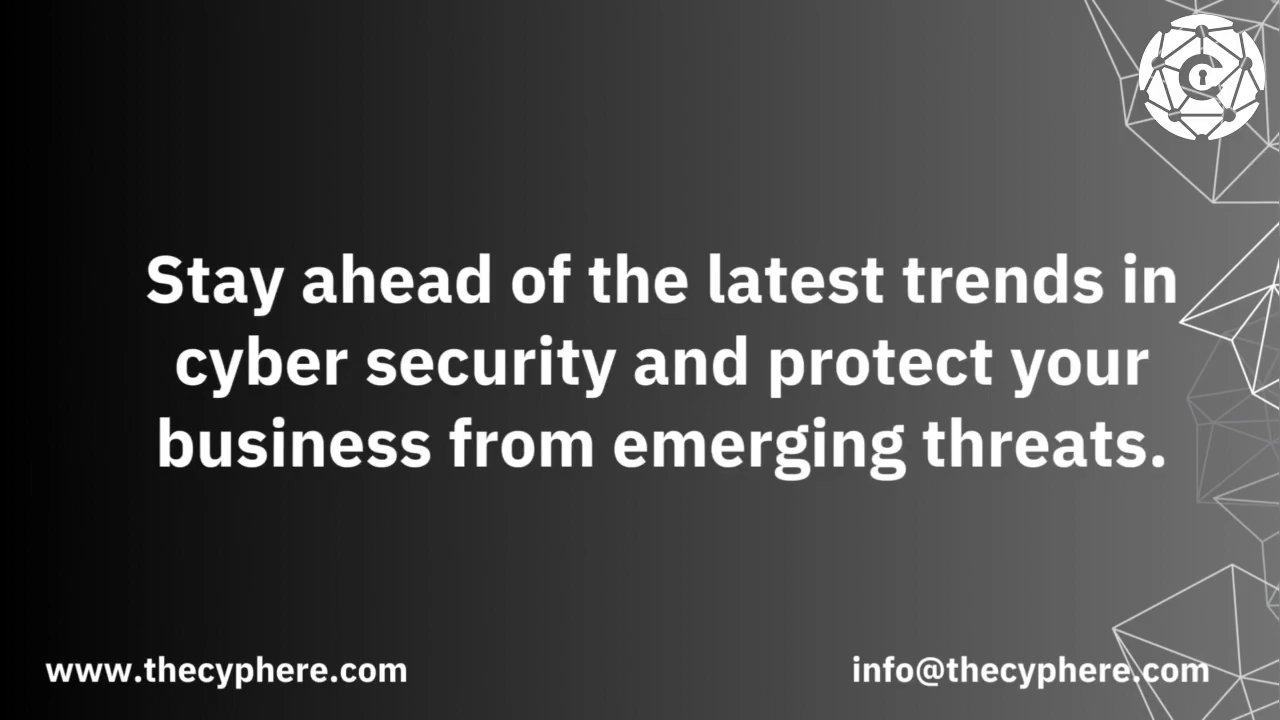 Stay ahead of the latest trends in
cyber security and protect your
business from emerging threats.
www.thecyphere.com
info@thecyphere.com